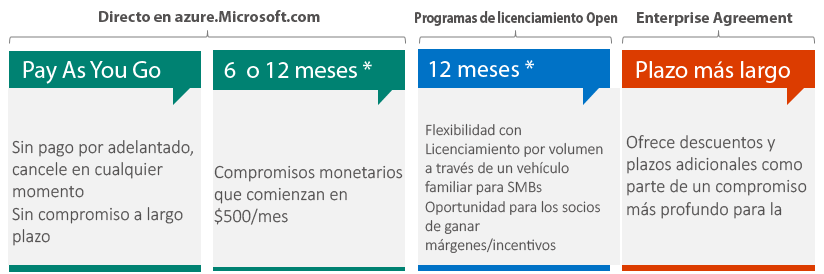 Directo en azure.Microsoft.com
Programas de licenciamiento Open
Enterprise Agreement
Pay As You Go
Sin pago por adelantado,
cancele en cualquier
momento
Sin compromiso a largo
plazo
6 o 12 meses *
Compromisos monetarios
que comienzan en
$500/mes
12 meses *
Flexibilidad con
Licenciamiento por volumen
a través de un vehículo
familiar para SMBs
Oportunidad para los socios
de ganar
márgenes/incentivos
Plazo más largo
Ofrece descuentos y
plazos adicionales como
parte de un compromiso
más profundo para la